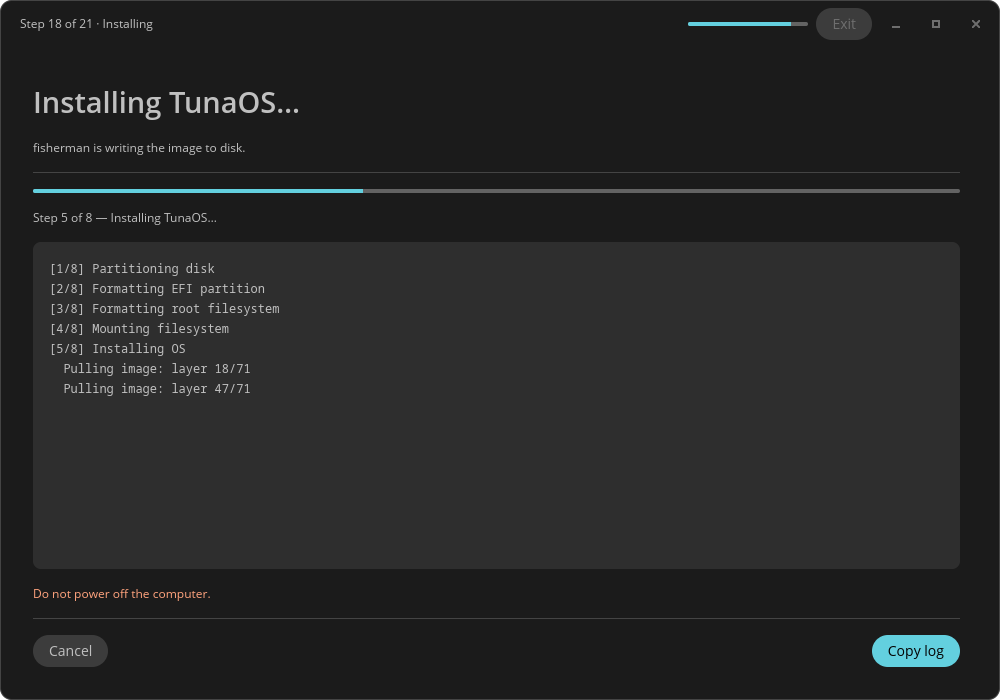 Step 18 of 21 · Installing
Exit
Installing TunaOS...
fisherman is writing the image to disk.
Step 5 of 8 — Installing TunaOS...
[1/8] Partitioning disk
[2/8] Formatting EFI partition
[3/8] Formatting root filesystem
[4/8] Mounting filesystem
[5/8] Installing OS
Pulling image: layer 18/71
Pulling image: layer 47/71
Do not power off the computer.
Cancel
Copy log